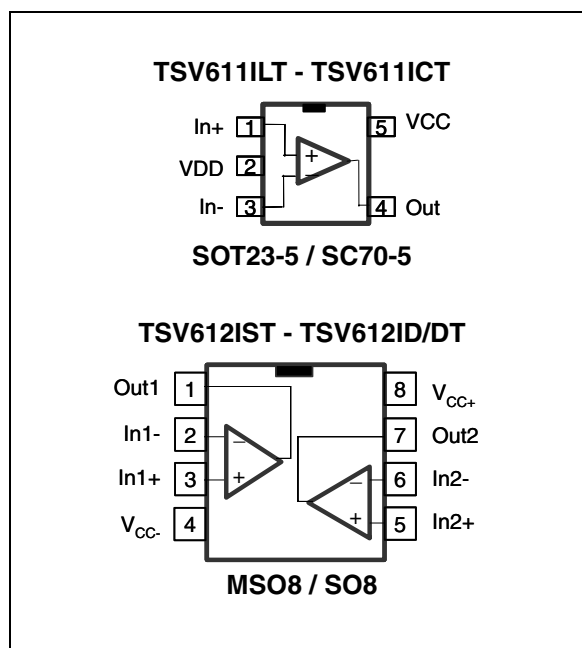 TSV611ILT - TSV611ICT
In+ 1 5 VCC
VDD 2
+
−
In- 3 4 Out
SOT23-5 / SC70-5
TSV612IST - TSV612ID/DT
Out1 1 8 VCC+
In1- 2 − 7 Out2
In1+ 3 + − 6 In2-
VCC- 4 + 5 In2+
MSO8 / SO8